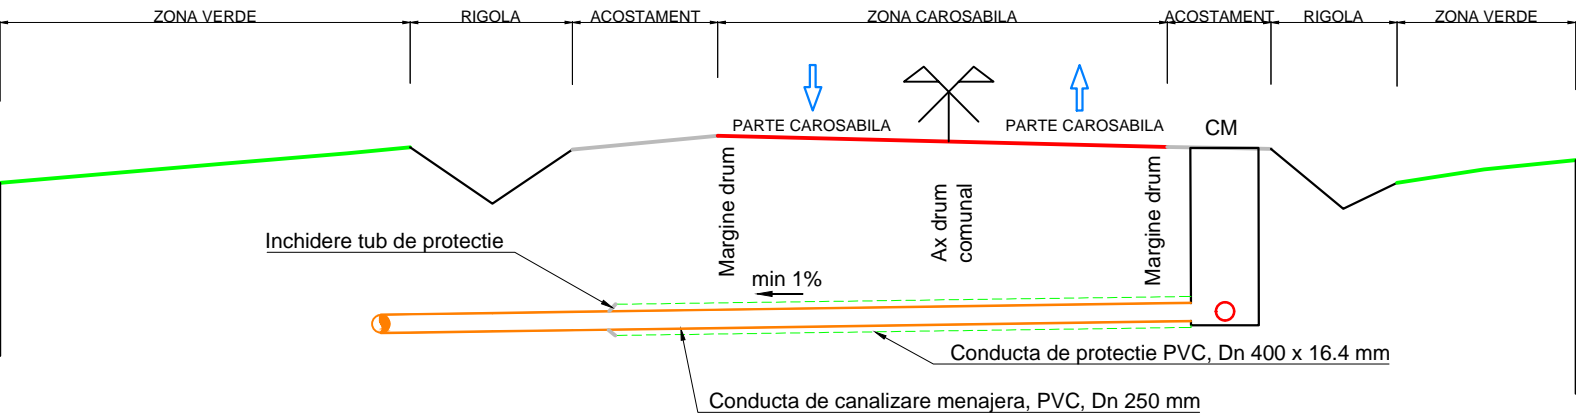 ZONA VERDE
RIGOLA
ACOSTAMENT
ZONA CAROSABILA
ACOSTAMENT
RIGOLA
ZONA VERDE
PARTE CAROSABILA
PARTE CAROSABILA
CM
Margine drum
Ax drum
comunal
Margine drum
Inchidere tub de protectie
min 1%
Conducta de protectie PVC, Dn 400 x 16.4 mm
Conducta de canalizare menajera, PVC, Dn 250 mm